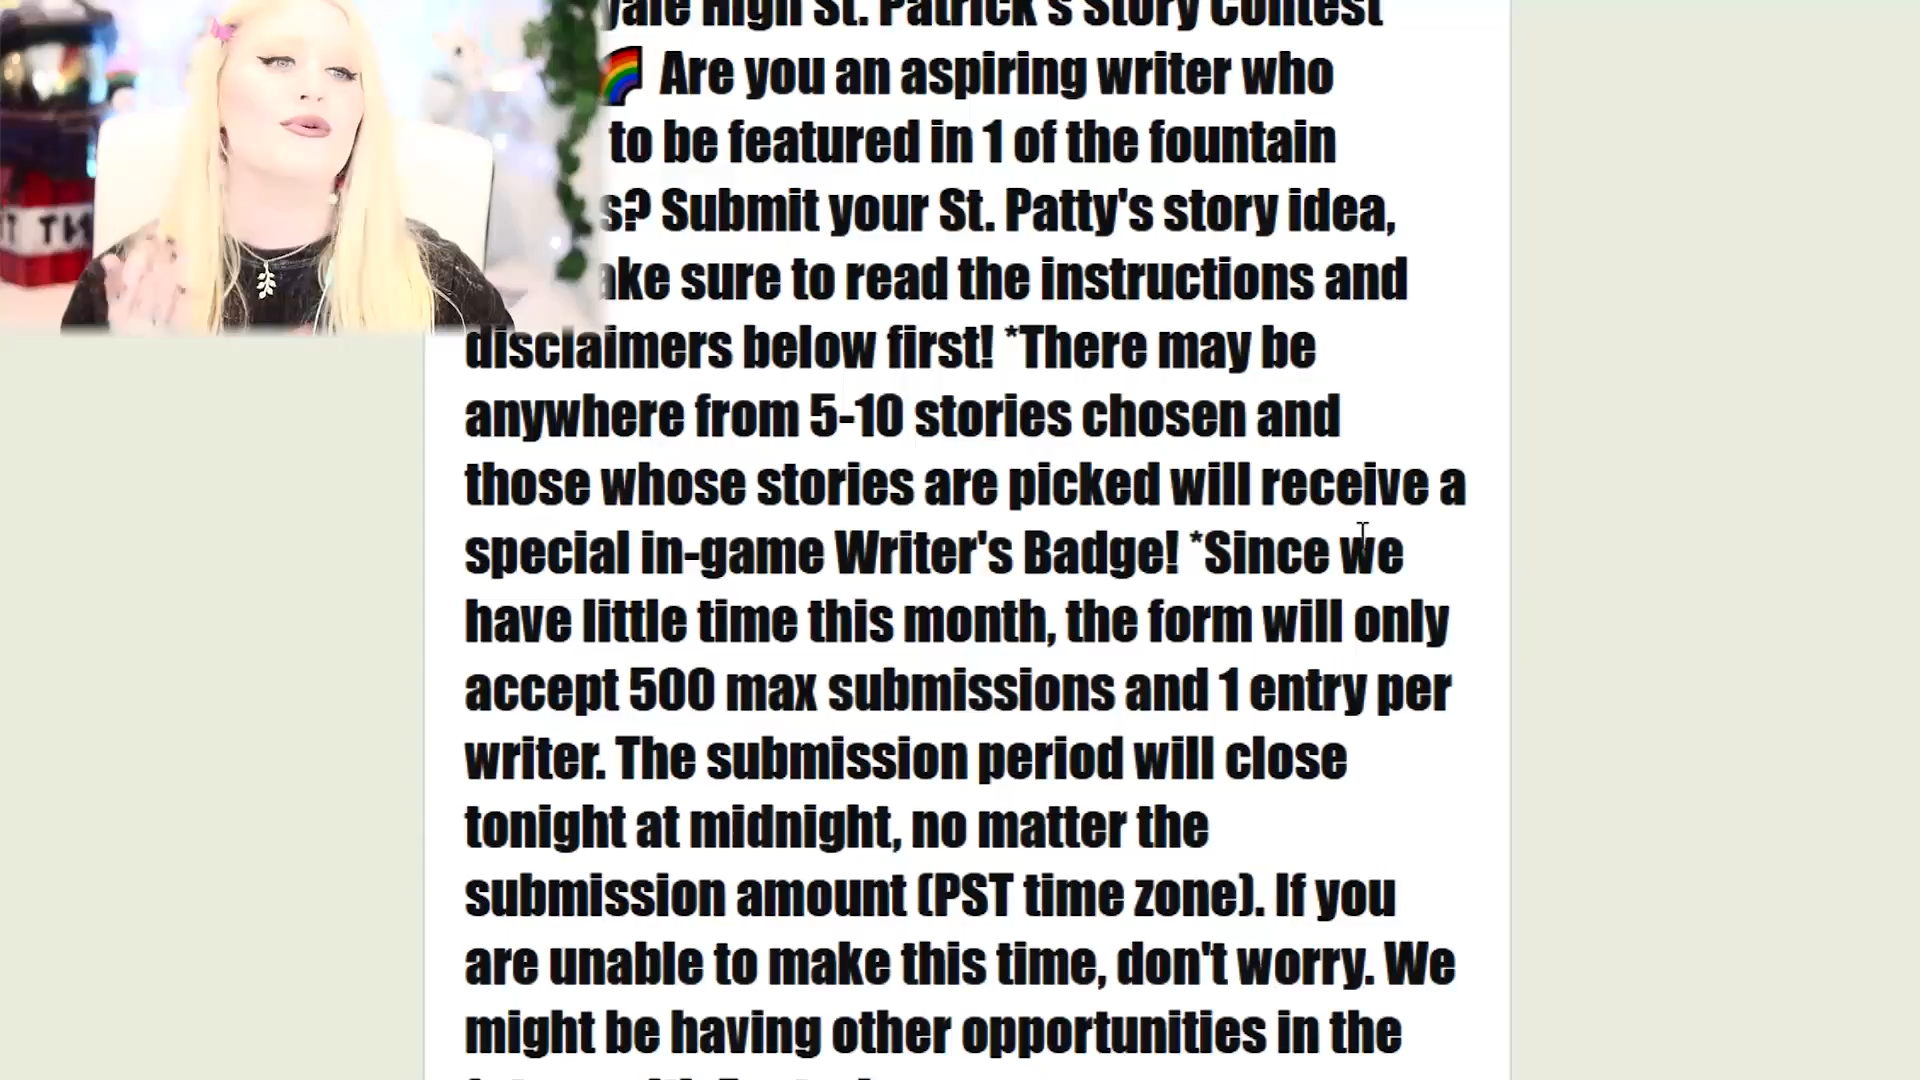 High St. Patrick's Story Contest
Are you an aspiring writer who
to be featured in 1 of the fountain
s? Submit your St. Patty's story idea,
sure to read the instructions and
disclaimers below first! *There may be
anywhere from 5-10 stories chosen and
those whose stories are picked will receive a
special in-game Writer's Badge! *Since we
have little time this month, the form will only
accept 500 max submissions and 1 entry per
writer. The submission period will close
tonight at midnight, no matter the
submission amount (PST time zone). If you
are unable to make this time, don't worry. We
might be having other opportunities in the